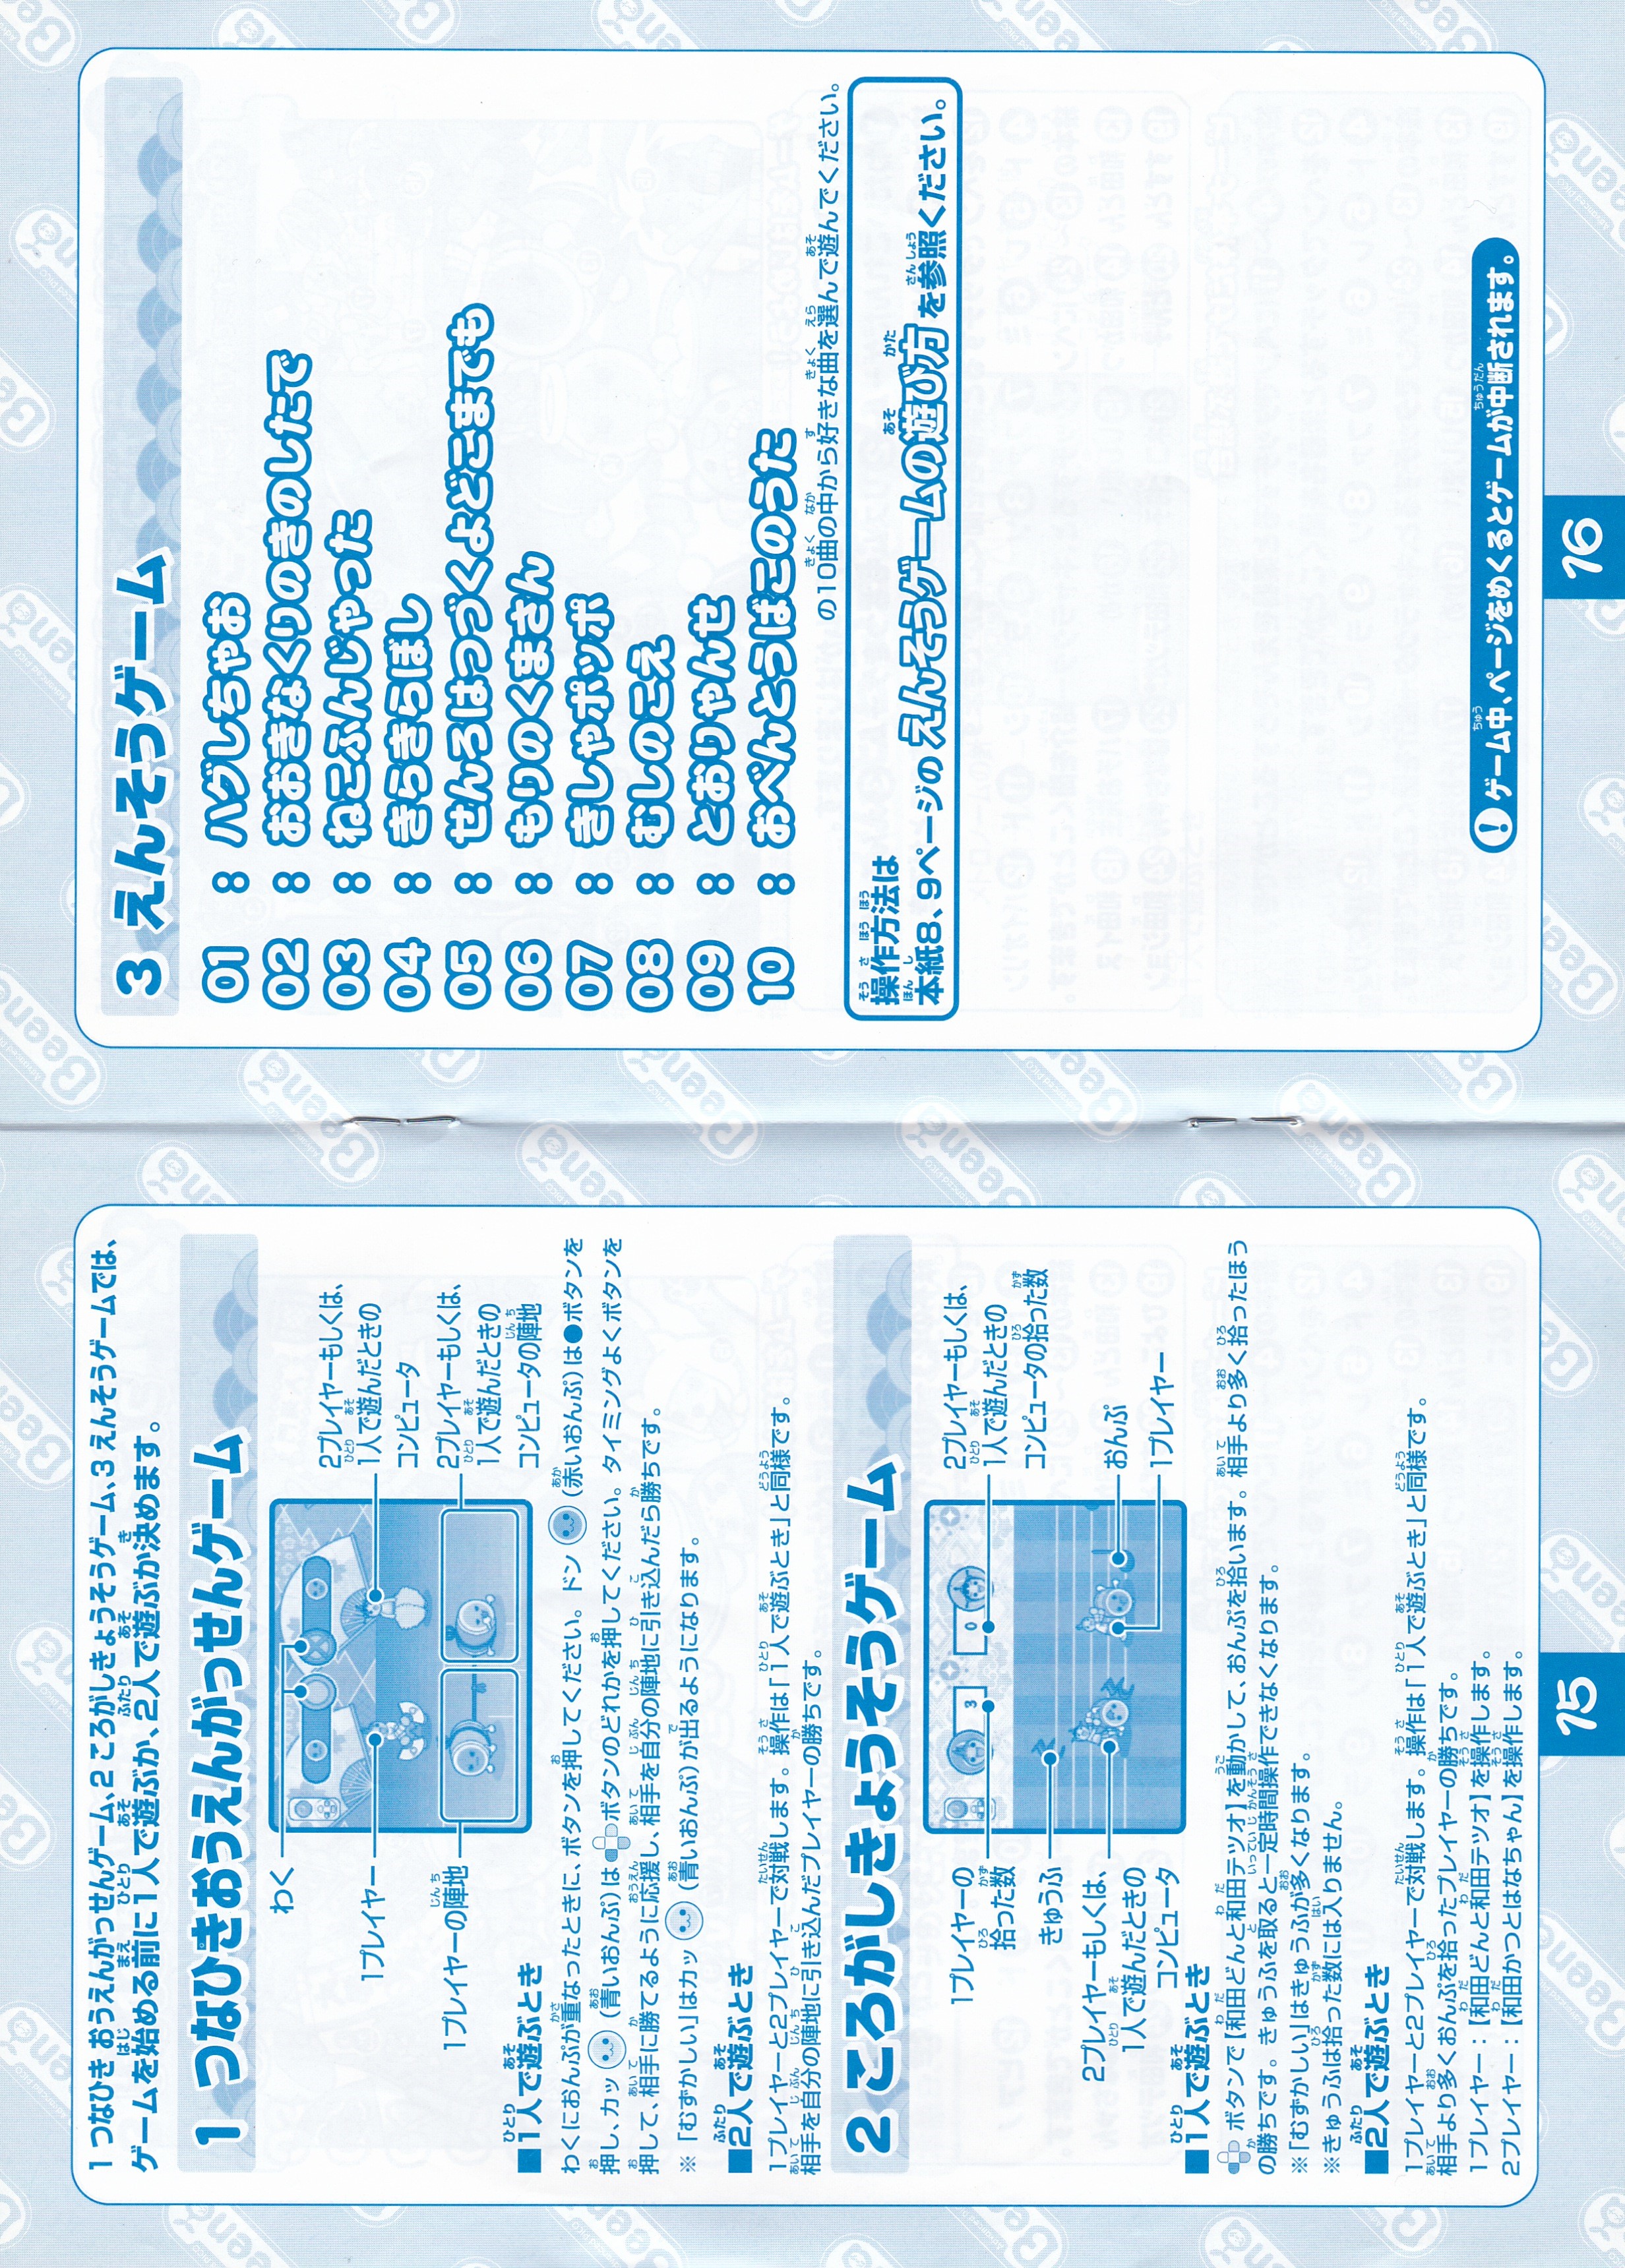 1 つなひき おうえんがっせんゲーム、2 ころがしきょうそうゲーム、3 えんそうゲームでは、
ゲームを始める前に1人で遊ぶか、2人で遊ぶか決めます。
1 つなひきおうえんがっせんゲーム
わく
1プレイヤー
1プレイヤーの陣地
2プレイヤーもしくは、
1人で遊んだときの
コンピュータ
2プレイヤーもしくは、
1人で遊んだときの
コンピュータの陣地
■1人で遊ぶとき
わくにおんぷが重なったときに、ボタンを押してください。ドン（赤いおんぷ）は●ボタンを
押し、カッ（青いおんぷ）はボタンのどれかを押してください。タイミングよくボタンを
押して、相手に勝てるように応援し、相手を自分の陣地に引き込んだら勝ちです。
※「むずかしい」はカッ（青いおんぷ）が出るようになります。
■2人で遊ぶとき
1プレイヤーと2プレイヤーで対戦します。操作は「1人で遊ぶとき」と同様です。
相手を自分の陣地に引き込んだプレイヤーの勝ちです。
2 ころがしきょうそうゲーム
1プレイヤーの
拾った数
きゅうふ
2プレイヤーもしくは、
1人で遊んだときの
コンピュータ
3
0
2プレイヤーもしくは、
1人で遊んだときの
コンピュータの拾った数
おんぷ
1プレイヤー
■1人で遊ぶとき
ボタンで【和田どんと和田テツオ】を動かして、おんぷを拾います。相手より多く拾ったほう
の勝ちです。きゅうふを取ると一定時間操作できなくなります。
※「むずかしい」はきゅうふが多くなります。
※きゅうふは拾った数には入りません。
■2人で遊ぶとき
1プレイヤーと2プレイヤーで対戦します。操作は「1人で遊ぶとき」と同様です。
相手より多くおんぷを拾ったプレイヤーの勝ちです。
1プレイヤー：【和田どんと和田テツオ】を操作します。
2プレイヤー：【和田かつとはなちゃん】を操作します。
15
3 えんそうゲーム
01 : ハグしちゃお
02 : おおきなくりのきのしたで
03 : ねこふんじゃった
04 : きらきらぼし
05 : せんろはつづくよどこまでも
06 : もりのくまさん
07 : きしゃポッポ
08 : むしのこえ
09 : とおりゃんせ
10 : おべんとうばこのうた
の10曲の中から好きな曲を選んで遊んでください。
操作方法は
本紙8、9ページの えんそうゲームの遊び方 を参照ください。
! ゲーム中、ページをめくるとゲームが中断されます。
16